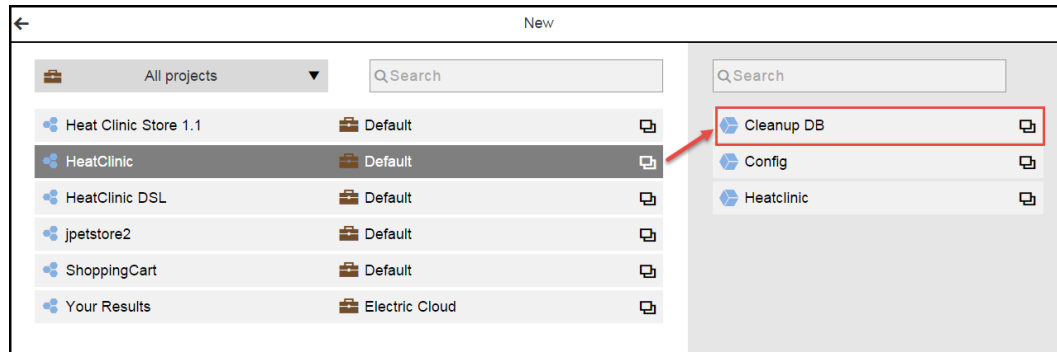 New
All projects
Search
Heat Clinic Store 1.1 Default
HeatClinic Default
HeatClinic DSL Default
jpetstore2 Default
ShoppingCart Default
Your Results Electric Cloud
Search
Cleanup DB
Config
Heatclinic